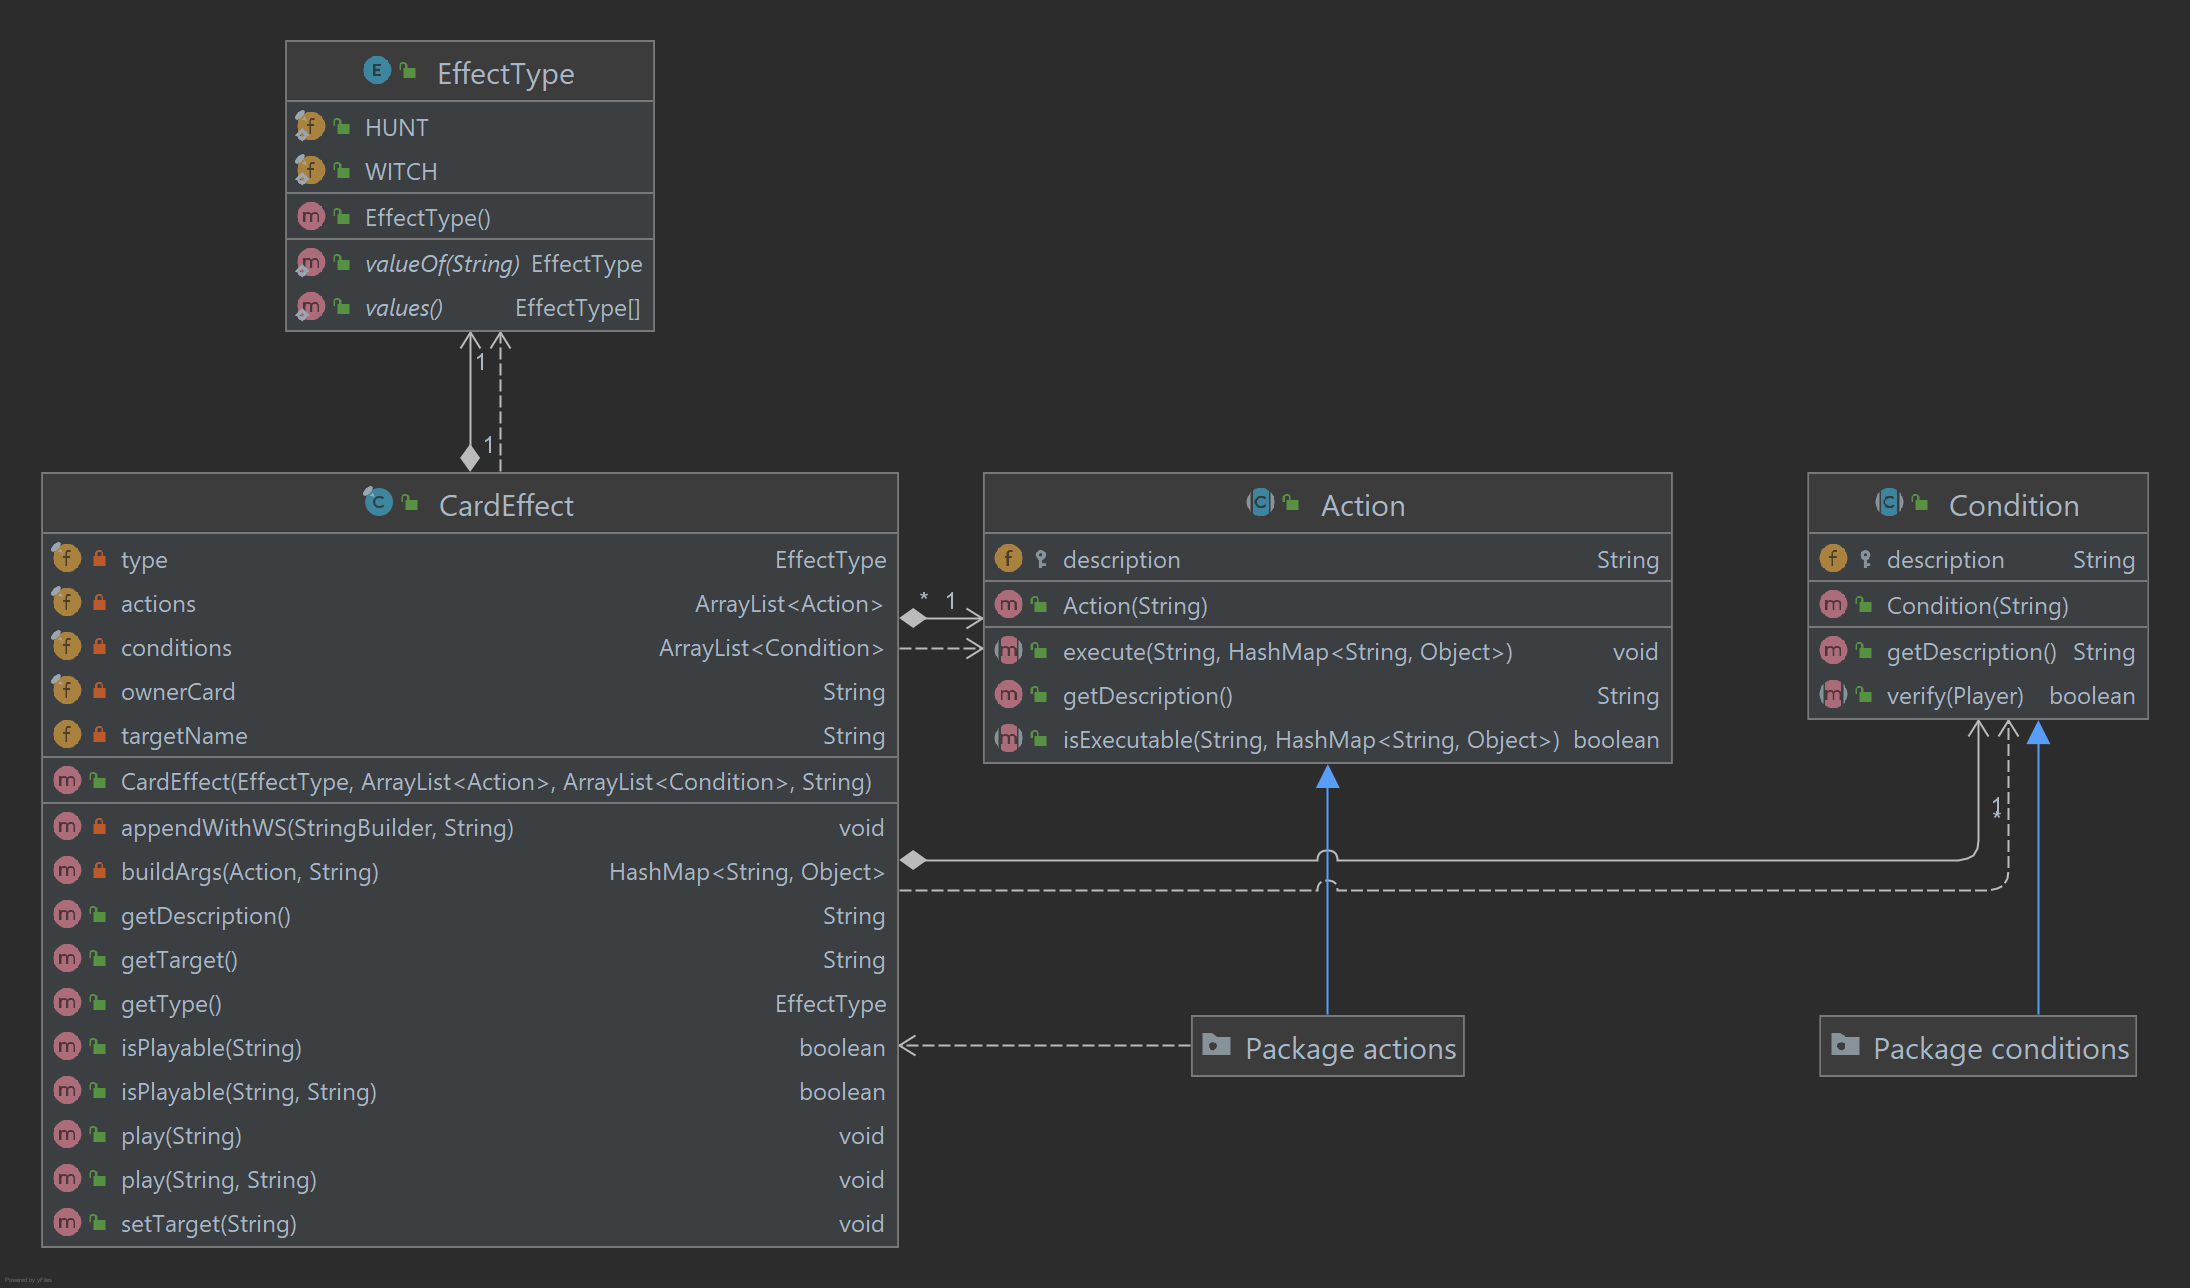 EffectType
HUNT
WITCH
EffectType()
valueOf(String) EffectType
values() EffectType[]
1
1
CardEffect
type EffectType
actions ArrayList<Action>
conditions ArrayList<Condition>
ownerCard String
targetName String
CardEffect(EffectType, ArrayList<Action>, ArrayList<Condition>, String)
appendWithWS(StringBuilder, String) void
buildArgs(Action, String) HashMap<String, Object>
getDescription() String
getTarget() String
getType() EffectType
isPlayable(String) boolean
isPlayable(String, String) boolean
play(String) void
play(String, String) void
setTarget(String) void
* 1
Action
description String
Action(String)
execute(String, HashMap<String, Object>) void
getDescription() String
isExecutable(String, HashMap<String, Object>) boolean
Condition
description String
Condition(String)
getDescription() String
verify(Player) boolean
1
*
Package actions
Package conditions
Powered by yFiles